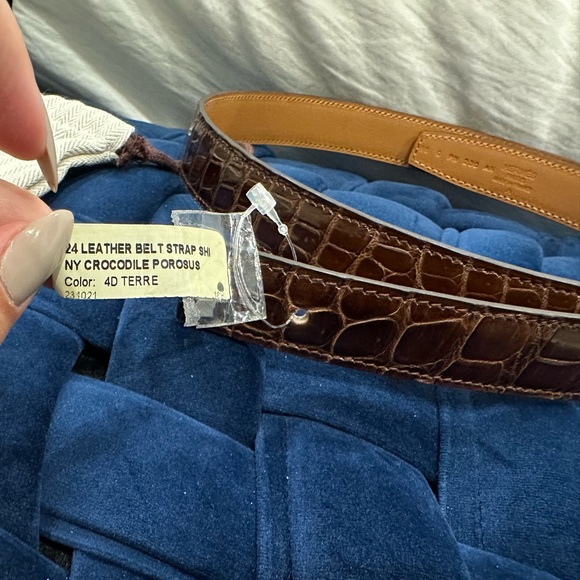 24 LEATHER BELT STRAP SHI
NY CROCODILE POROSUS
Color: 4D TERRE
231021